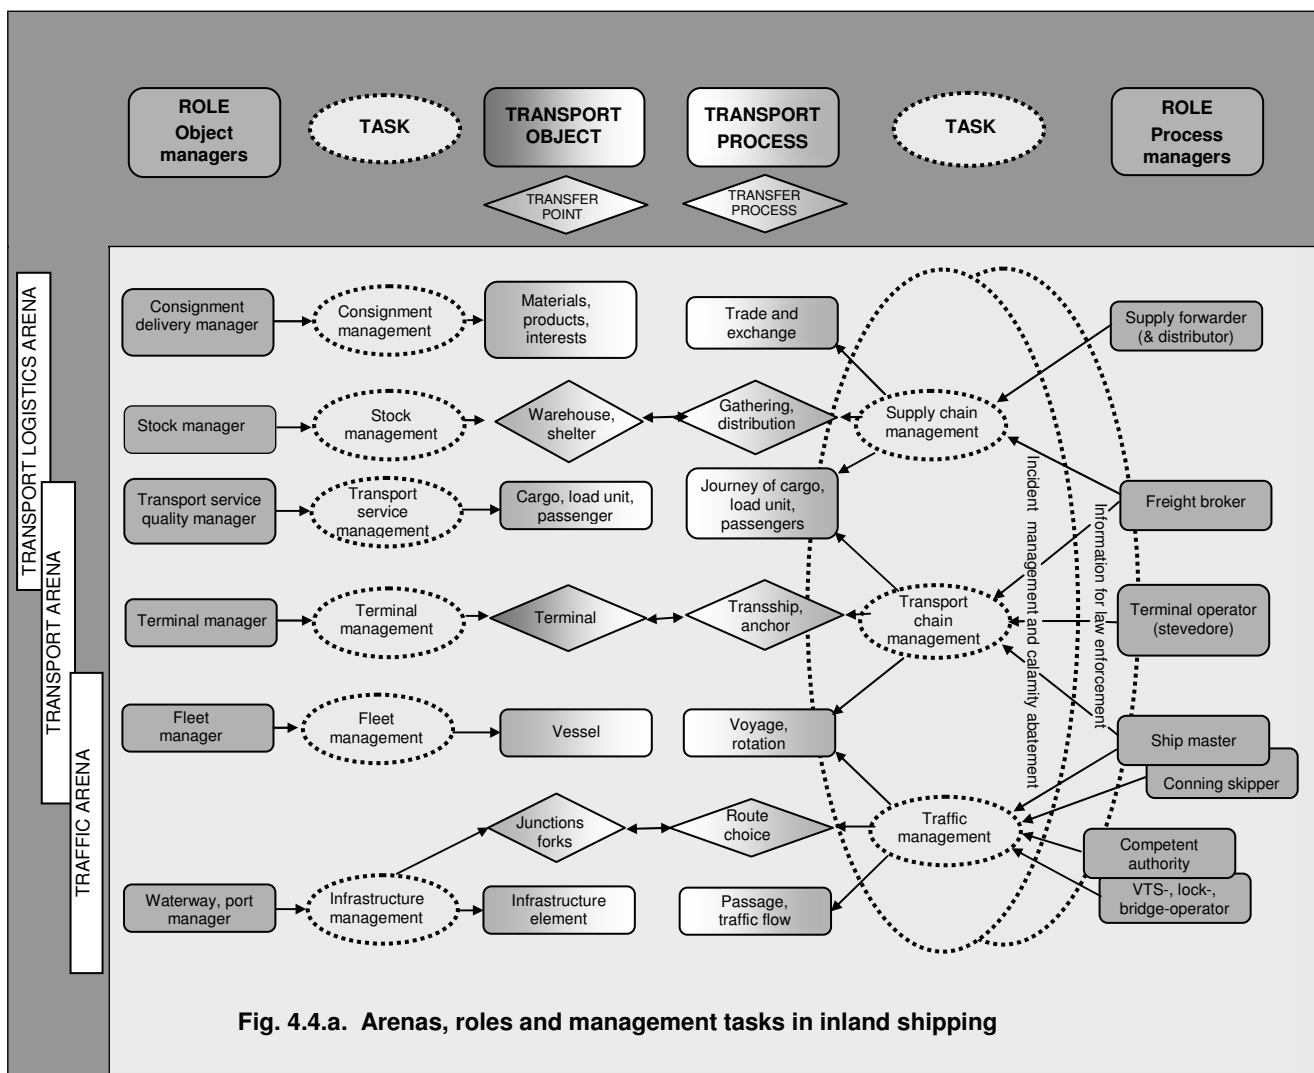 ROLE
Object
managers
TASK
TRANSPORT
OBJECT
TRANSPORT
PROCESS
TASK
ROLE
Process
managers
TRANSFER
POINT
TRANSFER
PROCESS
TRANSPORT LOGISTICS ARENA
TRANSPORT ARENA
TRAFFIC ARENA
Consignment
delivery manager
Consignment
management
Materials,
products,
interests
Trade and
exchange
Supply forwarder
(& distributor)
Stock manager
Stock
management
Warehouse,
shelter
Gathering,
distribution
Supply chain
management
Transport service
quality manager
Transport
service
management
Cargo, load unit,
passenger
Journey of cargo,
load unit,
passengers
Freight broker
Incident management and calamity abatement
Information for law enforcement
Terminal manager
Terminal
management
Terminal
Transship,
anchor
Transport
chain
management
Terminal operator
(stevedore)
Fleet
manager
Fleet
management
Vessel
Voyage,
rotation
Ship master
Conning skipper
Junctions
forks
Route
choice
Traffic
management
Competent
authority
Waterway, port
manager
Infrastructure
management
Infrastructure
element
Passage,
traffic flow
VTS-, lock-,
bridge-operator
Fig. 4.4.a. Arenas, roles and management tasks in inland shipping